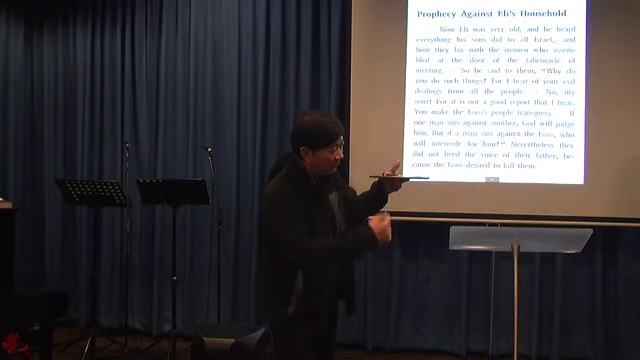 Prophecy Against Eli's Household
Now Eli was very old; and he heard
everything his sons did to all Israel, and
how they lay with the women who assem-
bled at the door of the tabernacle of
meeting. So he said to them, "Why do
you do such things? For I hear of your evil
dealings from all the people. No, my
sons! For it is not a good report that I hear.
You make the LORD's people transgress. If
one man sins against another, God will judge
him. But if a man sins against the LORD, who
will intercede for him?" Nevertheless they
did not heed the voice of their father, be-
cause the LORD desired to kill them.